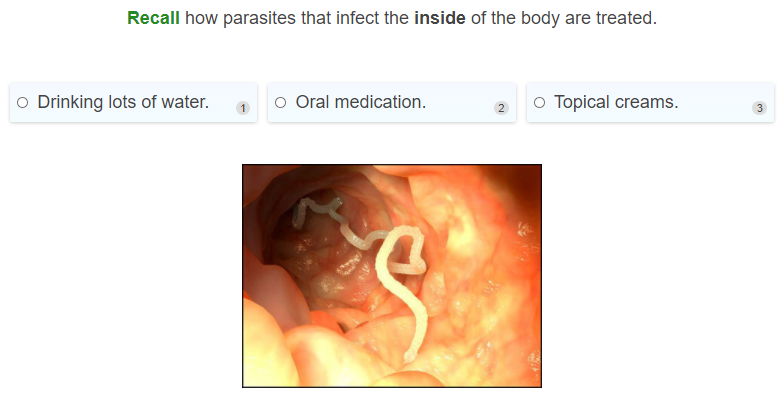 Recall how parasites that infect the inside of the body are treated.
Drinking lots of water. 1
Oral medication. 2
Topical creams. 3